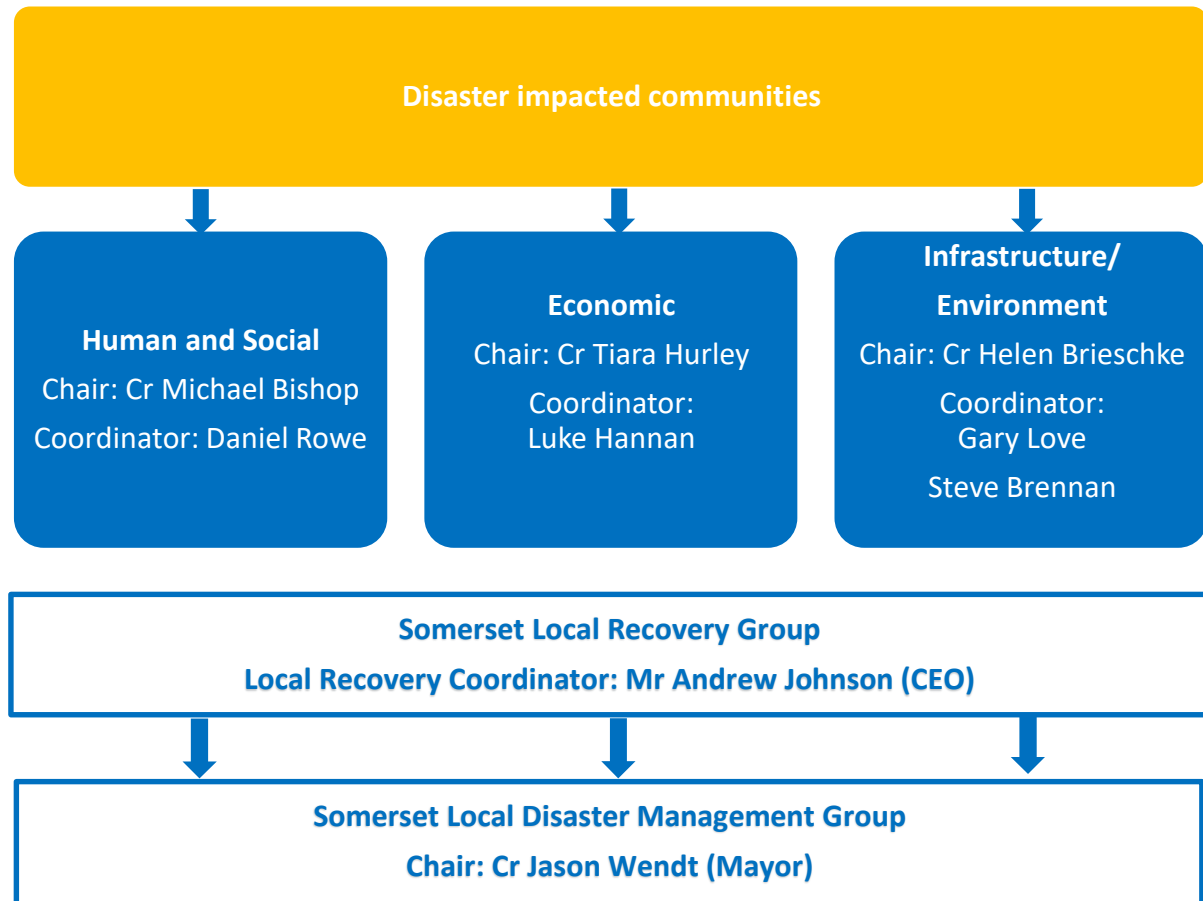 Disaster impacted communities
Human and Social
Chair: Cr Michael Bishop
Coordinator: Daniel Rowe
Economic
Chair: Cr Tiara Hurley
Coordinator:
Luke Hannan
Infrastructure/
Environment
Chair: Cr Helen Brieschke
Coordinator:
Gary Love
Steve Brennan
Somerset Local Recovery Group
Local Recovery Coordinator: Mr Andrew Johnson (CEO)
Somerset Local Disaster Management Group
Chair: Cr Jason Wendt (Mayor)